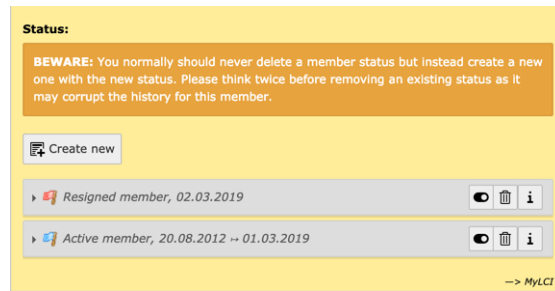 Status:
BEWARE: You normally should never delete a member status but instead create a new
one with the new status. Please think twice before removing an existing status as it
may corrupt the history for this member.
Create new
Resigned member, 02.03.2019
Active member, 20.08.2012 ↦ 01.03.2019
—> MyLCI